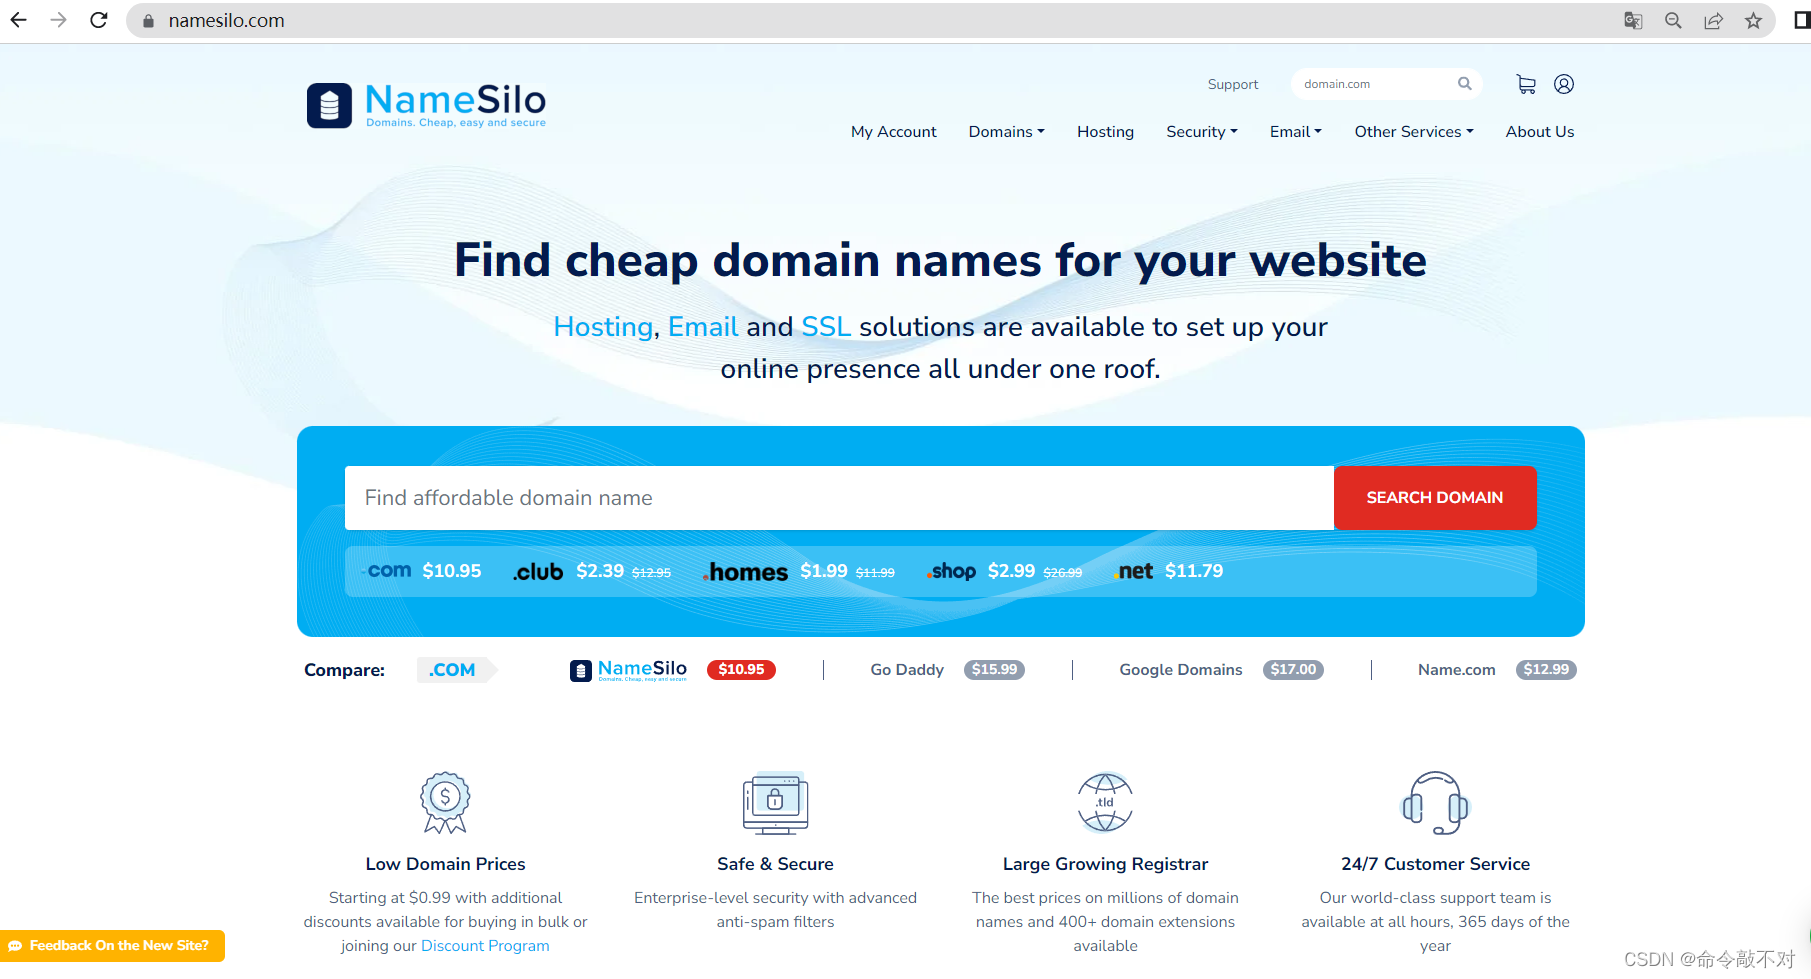 namesilo.com
NameSilo
Domains. Cheap, easy and secure
Support
domain.com
My Account
Domains
Hosting
Security
Email
Other Services
About Us
Find cheap domain names for your website
Hosting, Email and SSL solutions are available to set up your
online presence all under one roof.
Find affordable domain name
SEARCH DOMAIN
.com $10.95
.club $2.39 $12.95
.homes $1.99 $11.99
.shop $2.99 $26.99
.net $11.79
Compare:
.COM
NameSilo
Domains. Cheap, easy and secure
$10.95
Go Daddy $15.99
Google Domains $17.00
Name.com $12.99
$
.tld
Low Domain Prices
Starting at $0.99 with additional
discounts available for buying in bulk or
joining our Discount Program
Safe & Secure
Enterprise-level security with advanced
anti-spam filters
Large Growing Registrar
The best prices on millions of domain
names and 400+ domain extensions
available
24/7 Customer Service
Our world-class support team is
available at all hours, 365 days of the
year
Feedback On the New Site?
CSDN @命令敲不对